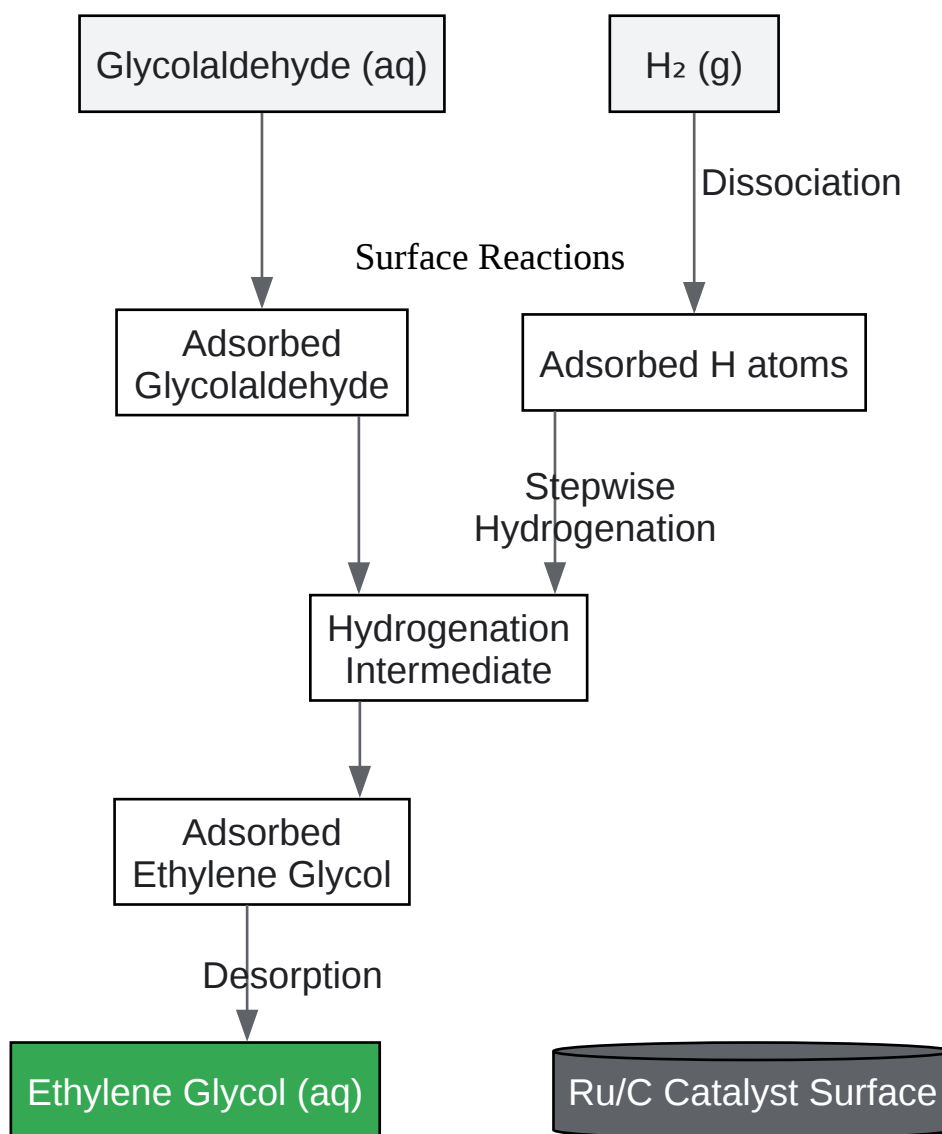 Glycolaldehyde (aq)
H₂ (g)
Dissociation
Surface Reactions
Adsorbed
Glycolaldehyde
Adsorbed H atoms
Stepwise
Hydrogenation
Hydrogenation
Intermediate
Adsorbed
Ethylene Glycol
Desorption
Ethylene Glycol (aq)
Ru/C Catalyst Surface